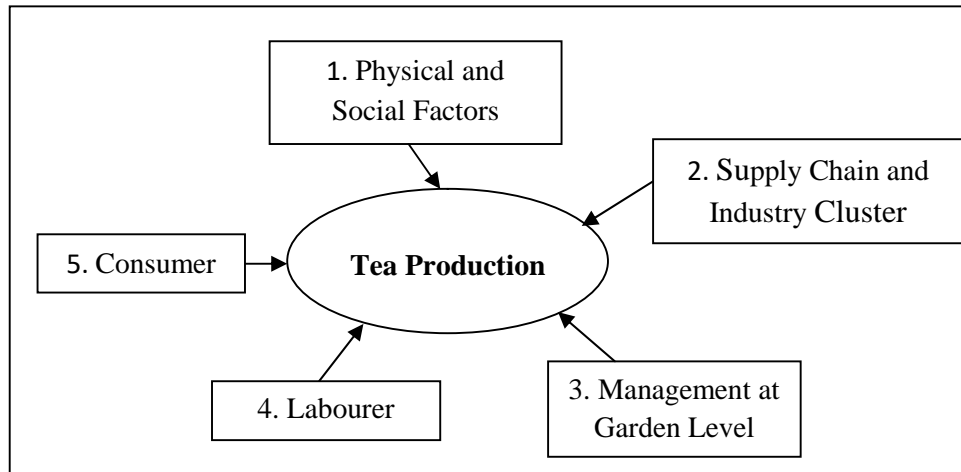 1. Physical and
Social Factors
2. Supply Chain and
Industry Cluster
5. Consumer
Tea Production
4. Labourer
3. Management at
Garden Level